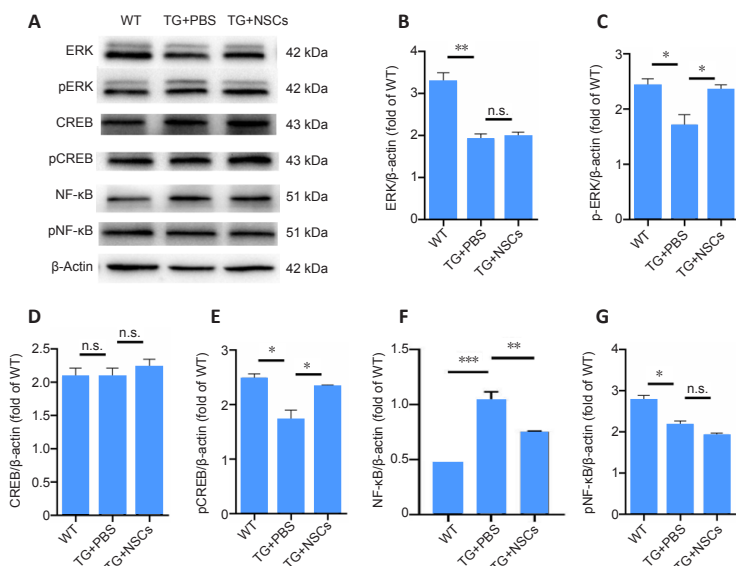 A
WT TG+PBS TG+NSCs
ERK 42 kDa
pERK 42 kDa
CREB 43 kDa
pCREB 43 kDa
NF-κB 51 kDa
pNF-κB 51 kDa
β-Actin 42 kDa
B
ERK/β-actin (fold of WT)
4
3
2
1
0
**
n.s.
WT
TG+PBS
TG+NSCs
C
p-ERK/β-actin (fold of WT)
3
2
1
0
*
*
WT
TG+PBS
TG+NSCs
D
CREB/β-actin (fold of WT)
2.5
2.0
1.5
1.0
0.5
0
n.s.
n.s.
WT
TG+PBS
TG+NSCs
E
pCREB/β-actin (fold of WT)
3
2
1
0
*
*
WT
TG+PBS
TG+NSCs
F
NF-κB/β-actin (fold of WT)
1.5
1.0
0.5
0
***
**
WT
TG+PBS
TG+NSCs
G
pNF-κB/β-actin (fold of WT)
4
3
2
1
0
*
n.s.
WT
TG+PBS
TG+NSCs